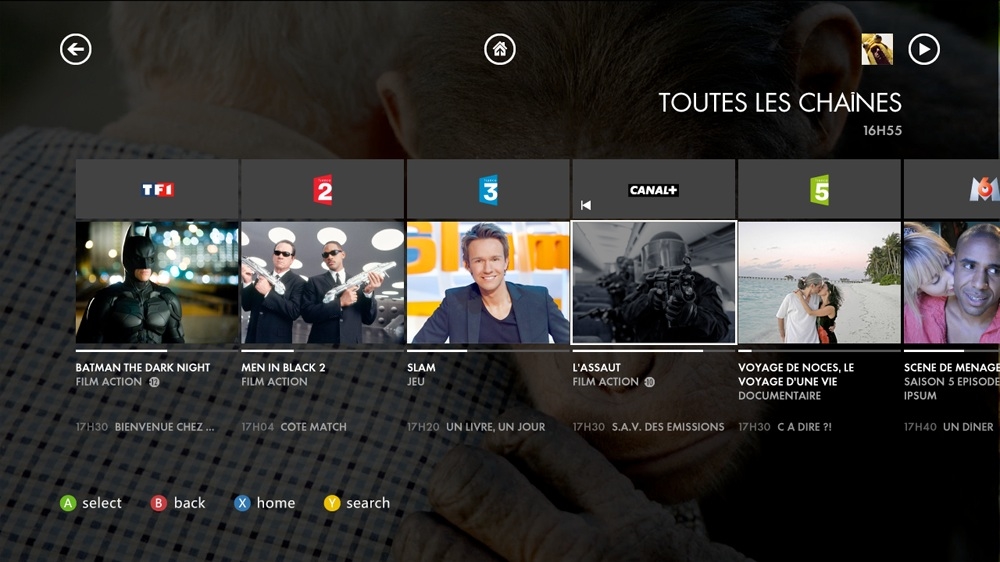 TOUTES LES CHAÎNES
16H55
TF1
2
3
CANAL+
5
M6
BATMAN THE DARK NIGHT
FILM ACTION -12
17H30 BIENVENUE CHEZ ...
MEN IN BLACK 2
FILM ACTION
17H04 COTE MATCH
SLAM
JEU
17H20 UN LIVRE, UN JOUR
L'ASSAUT
FILM ACTION -10
17H30 S.A.V. DES EMISSIONS
VOYAGE DE NOCES, LE
VOYAGE D'UNE VIE
DOCUMENTAIRE
17H30 C A DIRE ?!
SCENE DE MENAGE
SAISON 5 EPISODE
IPSUM
17H40 UN DINER
A select B back X home Y search